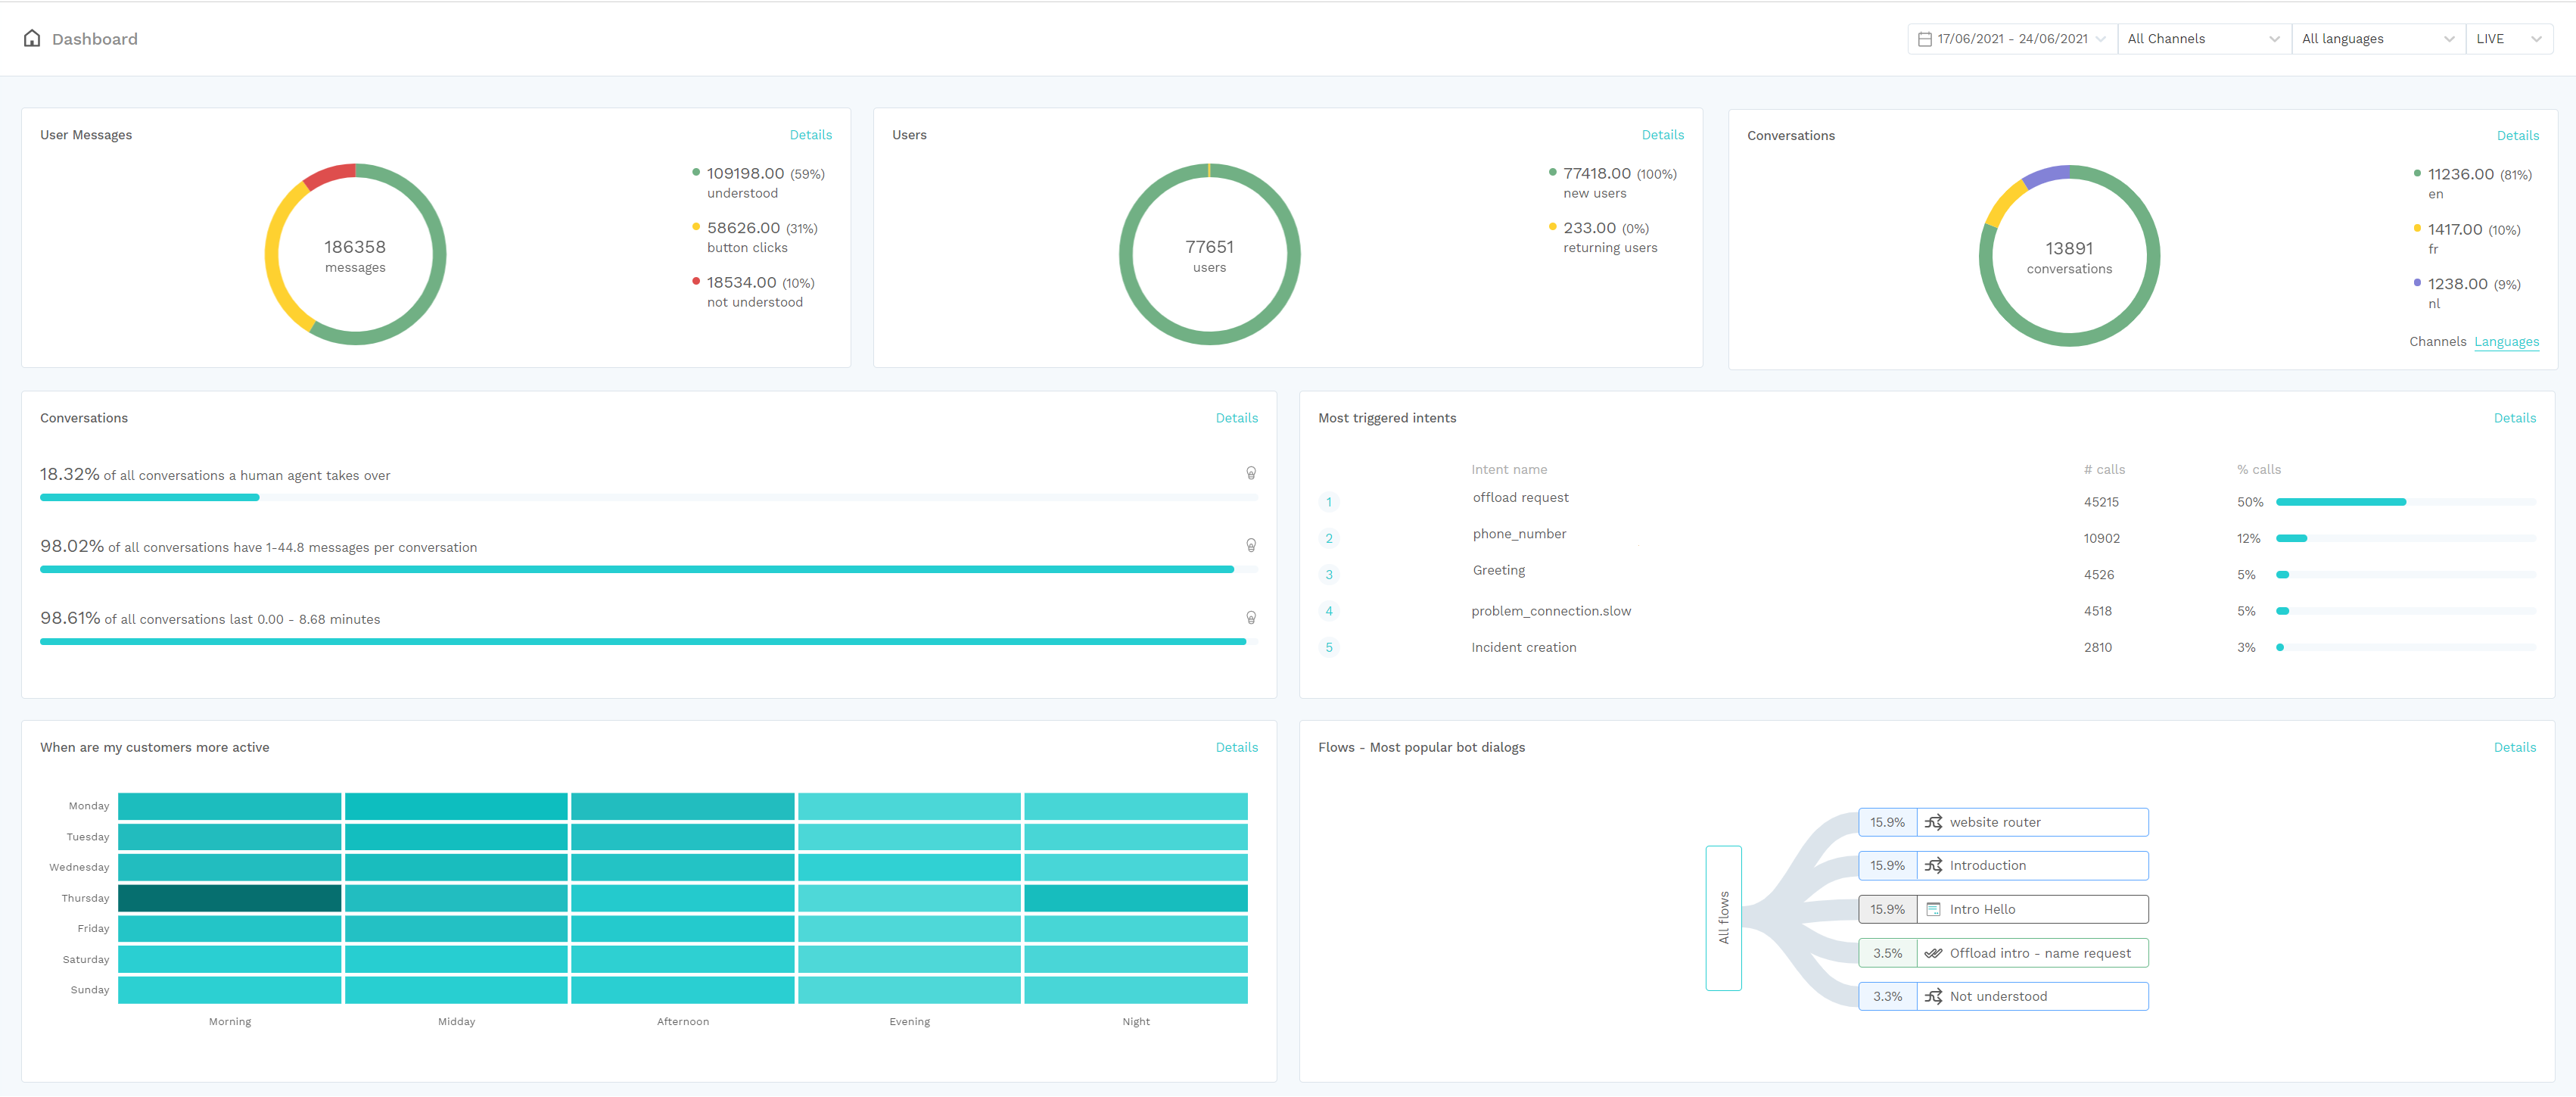 Dashboard
17/06/2021 - 24/06/2021
All Channels
All languages
LIVE
User Messages
Details
186358
messages
109198.00 (59%)
understood
58626.00 (31%)
button clicks
18534.00 (10%)
not understood
Users
Details
77651
users
77418.00 (100%)
new users
233.00 (0%)
returning users
Conversations
Details
13891
conversations
11236.00 (81%)
en
1417.00 (10%)
fr
1238.00 (9%)
nl
Channels Languages
Conversations
Details
18.32% of all conversations a human agent takes over
98.02% of all conversations have 1-44.8 messages per conversation
98.61% of all conversations last 0.00 - 8.68 minutes
Most triggered intents
Details
Intent name # calls % calls
1 offload request 45215 50%
2 phone_number 10902 12%
3 Greeting 4526 5%
4 problem_connection.slow 4518 5%
5 Incident creation 2810 3%
When are my customers more active
Details
Monday
Tuesday
Wednesday
Thursday
Friday
Saturday
Sunday
Morning Midday Afternoon Evening Night
Flows - Most popular bot dialogs
Details
All flows
15.9% website router
15.9% Introduction
15.9% Intro Hello
3.5% Offload intro - name request
3.3% Not understood